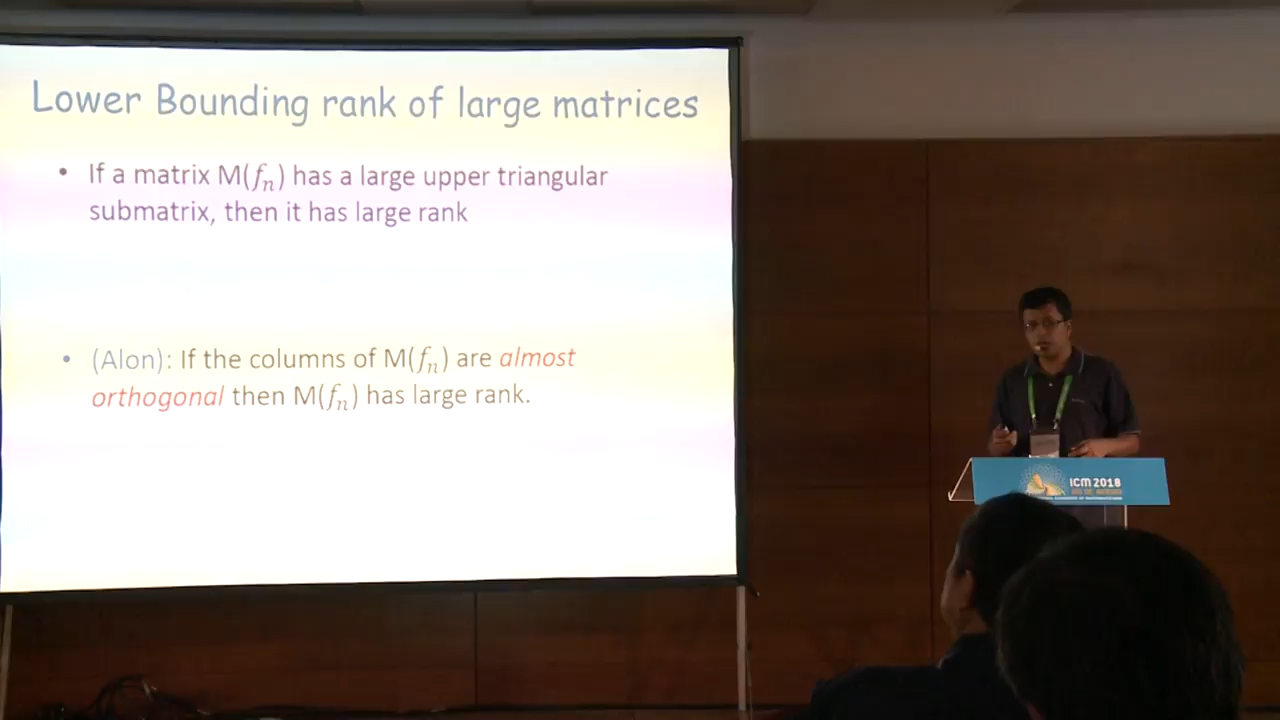 Lower Bounding rank of large matrices
• If a matrix M(fₙ) has a large upper triangular
submatrix, then it has large rank
• (Alon): If the columns of M(fₙ) are almost
orthogonal then M(fₙ) has large rank.
ICM 2018